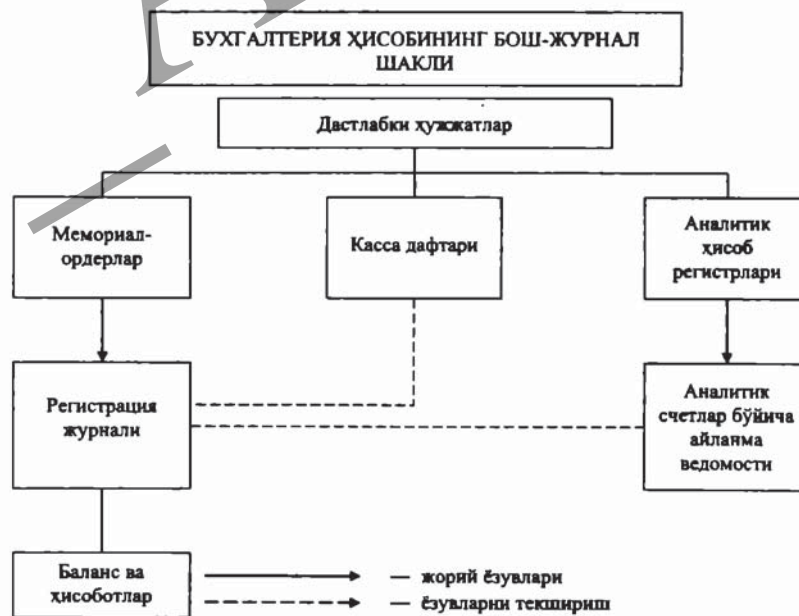 БУХГАЛТЕРИЯ ҲИСОБИНИНГ БОШ-ЖУРНАЛ
ШАКЛИ
Дастлабки ҳужжатлар
Мемориал-
ордерлар
Касса дафтари
Аналитик
ҳисоб
регистрлари
Регистрация
журнали
Аналитик
счетлар бўйича
айланма
ведомости
Баланс ва
ҳисоботлар
— жорий ёзувлари
— ёзувларни текшириш